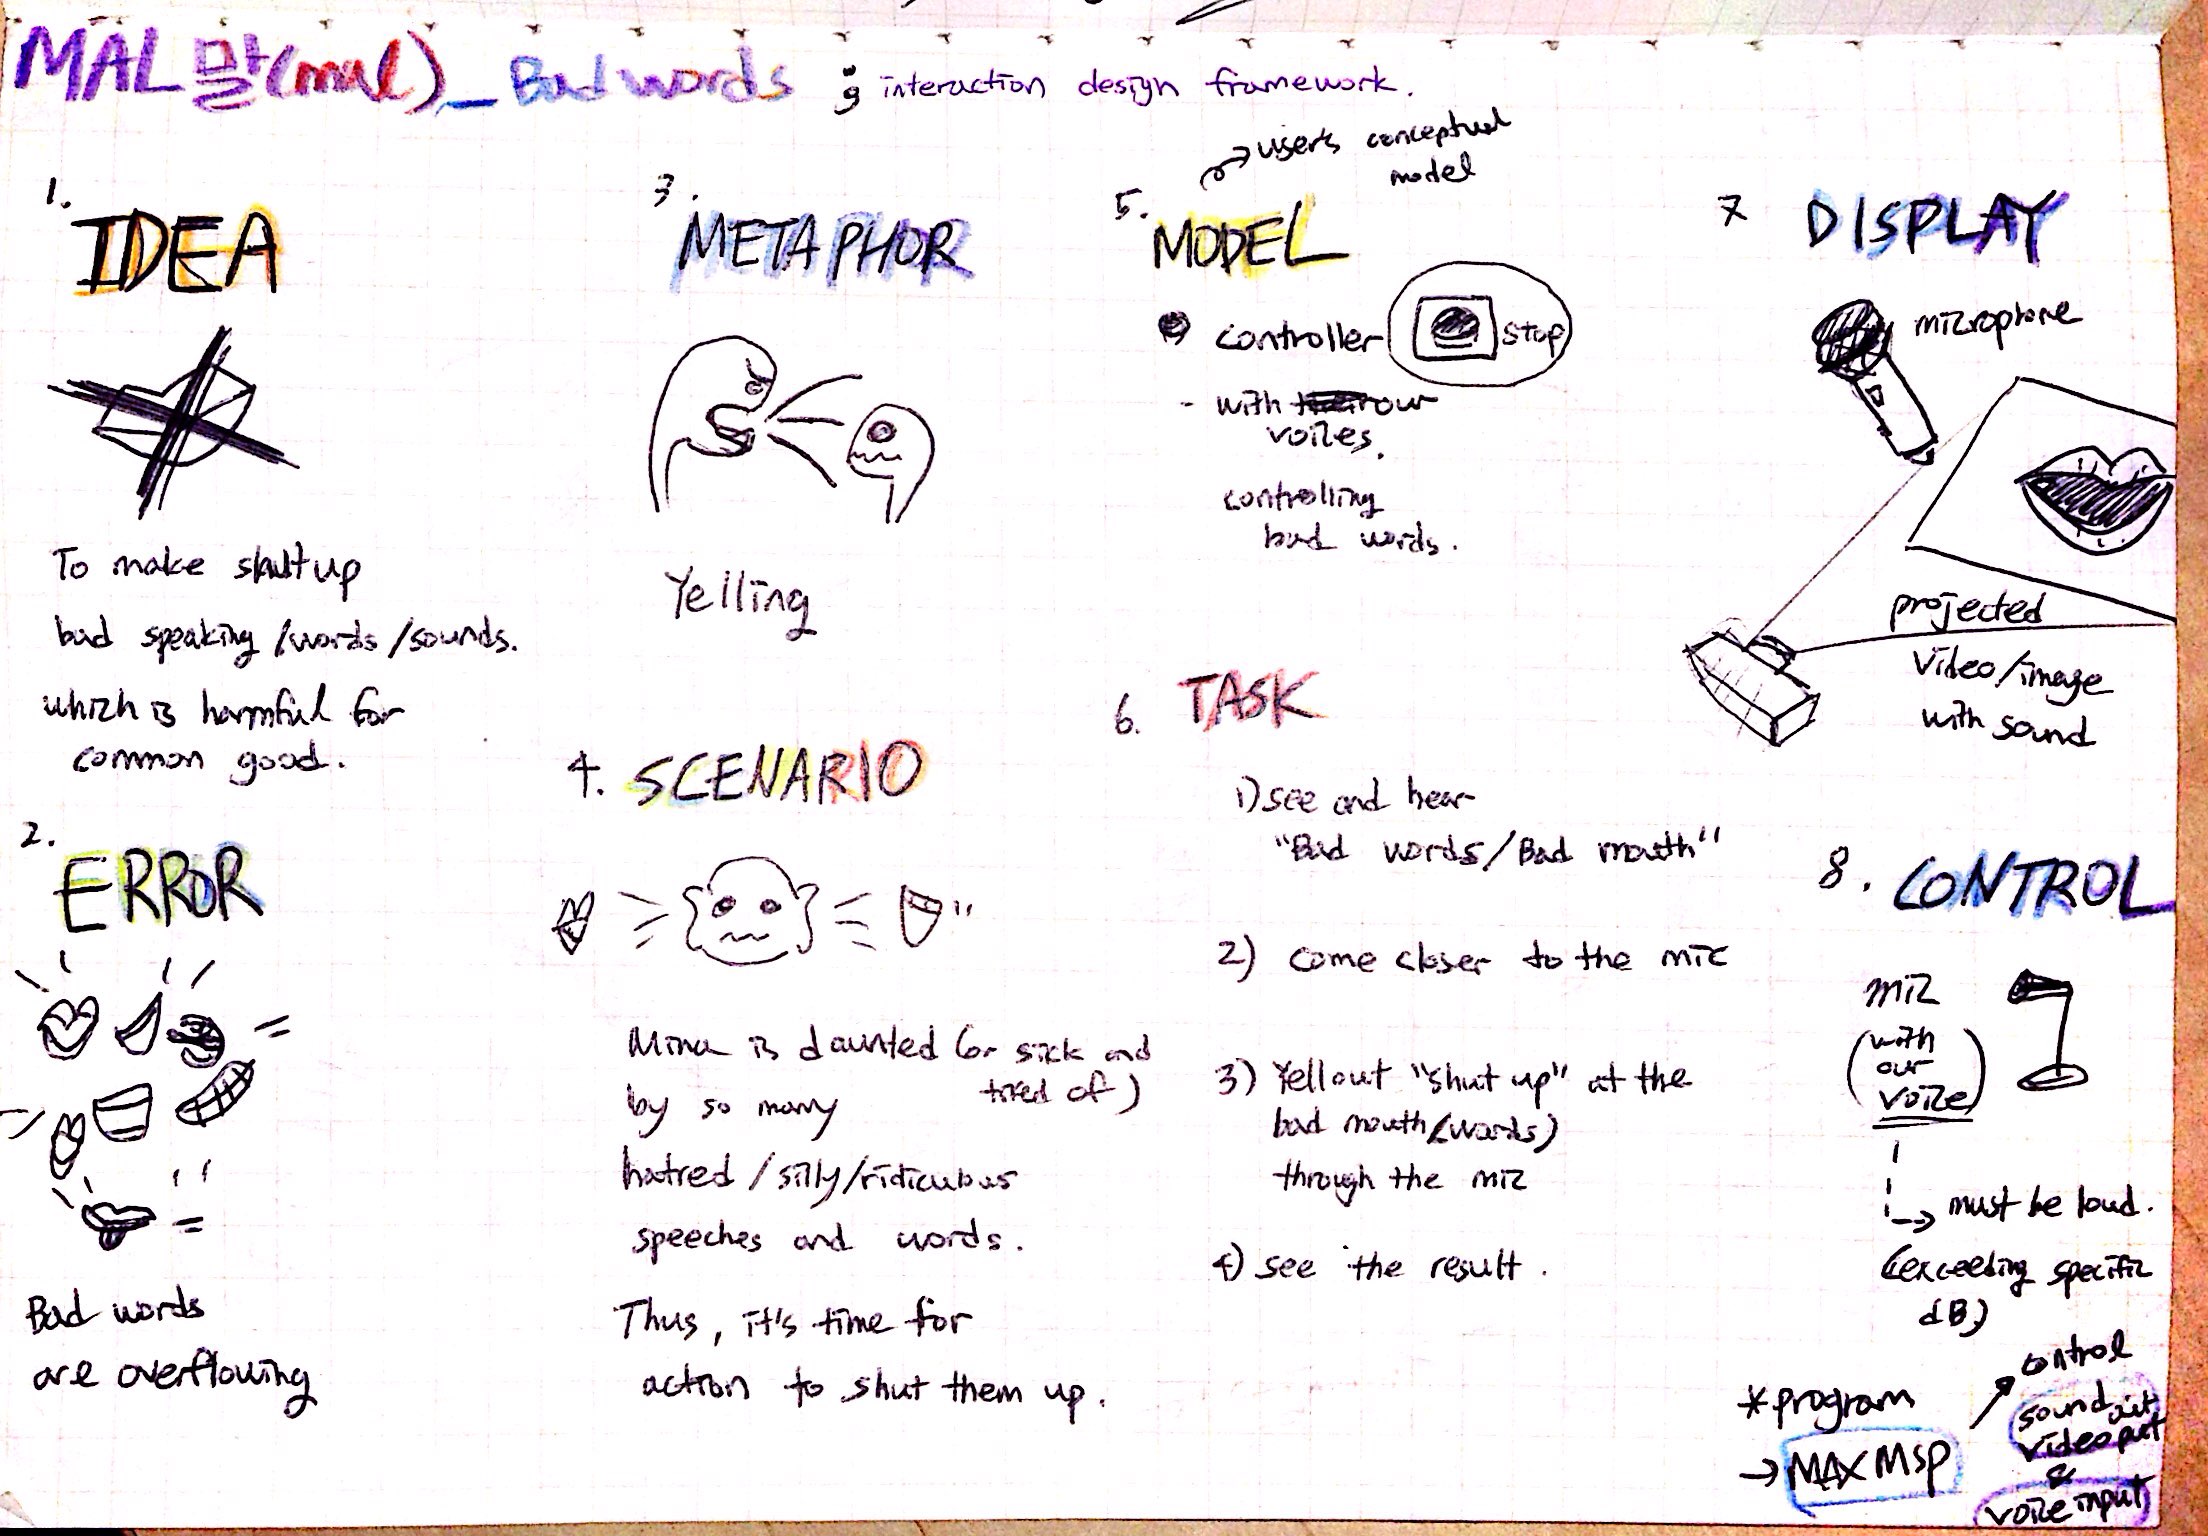 MAL 말(mal)_Bad words ; interaction design framework.
1.
IDEA
To make shut up
bad speaking /words /sounds.
which is harmful for
common good.
2.
ERROR
Bad words
are overflowing
3.
METAPHOR
Yelling
4. SCENARIO
Mina is daunted (or sick and
tired of)
by so many
hatred /silly/ridiculous
speeches and words.
Thus, it's time for
action to shut them up.
5.
MODEL
→ user's conceptual
model
controller
stop
- with our
voices.
controlling
bad words.
6. TASK
1) see and hear
"Bad words/Bad mouth"
2) come closer to the mic
3) Yell out "shut up" at the
bad mouth (words)
through the mic
4) see the result.
7 DISPLAY
microphone
projected
video/image
with sound
8. CONTROL
mic
(with
our
voice)
→ must be loud.
(exceeding specific
dB)
*program
→ MAX MSP
control
sound out
video put
&
voice input